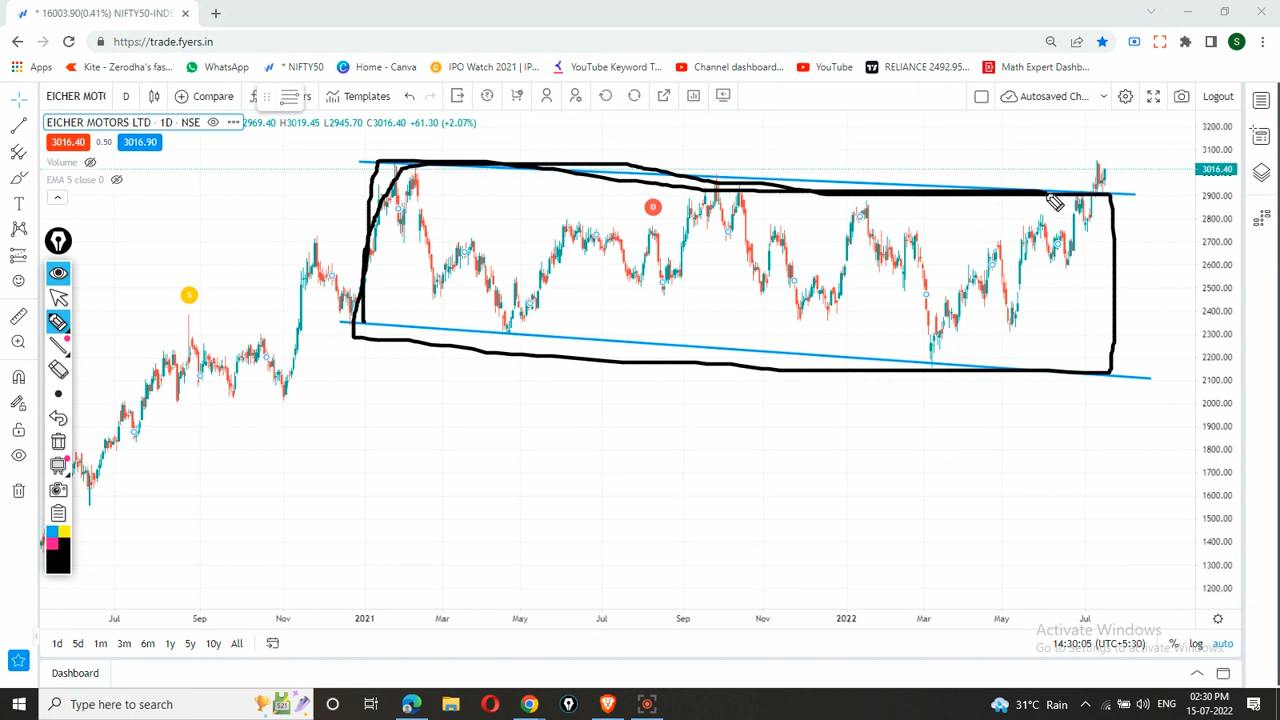 * 16003.90(0.41%) NIFTY50-INDE
https://trade.fyers.in
S
Apps Kite - Zerodha's fas... WhatsApp * NIFTY50 Home - Canva IPO Watch 2021 | IP... YouTube Keyword T... Channel dashboard... YouTube RELIANCE 2492.95... Math Expert Dashb...
EICHER MOTO D Compare rs Templates Autosaved Ch... Logout
EICHER MOTORS LTD · 1D · NSE 2969.40 H3019.45 L2945.70 C3016.40 +61.30 (+2.07%)
3016.40 0.50 3016.90
Volume
EMA 5 close 0
3200.00
3100.00
3016.40
2900.00
2800.00
2700.00
2600.00
2500.00
2400.00
2300.00
2200.00
2100.00
2000.00
1900.00
1800.00
1700.00
1600.00
1500.00
1400.00
1300.00
1200.00
D
S
Jul Sep Nov 2021 Mar May Jul Sep Nov 2022 Mar May Jul
1d 5d 1m 3m 6m 1y 5y 10y All 14:30:05 (UTC+5:30) % log auto
Activate Windows
Go to Settings to activate Windows.
Dashboard
Type here to search 31°C Rain ENG 02:30 PM
15-07-2022